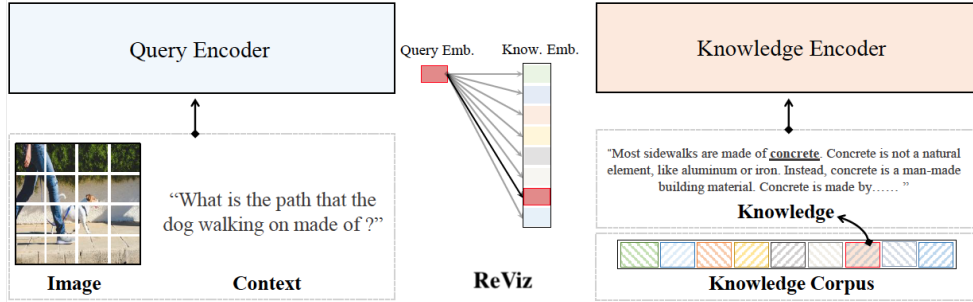 Query Encoder
Query Emb.
Know. Emb.
Knowledge Encoder
“What is the path that the
dog walking on made of ?”
Image
Context
ReViz
“Most sidewalks are made of concrete. Concrete is not a natural
element, like aluminum or iron. Instead, concrete is a man-made
building material. Concrete is made by…… ”
Knowledge
Knowledge Corpus